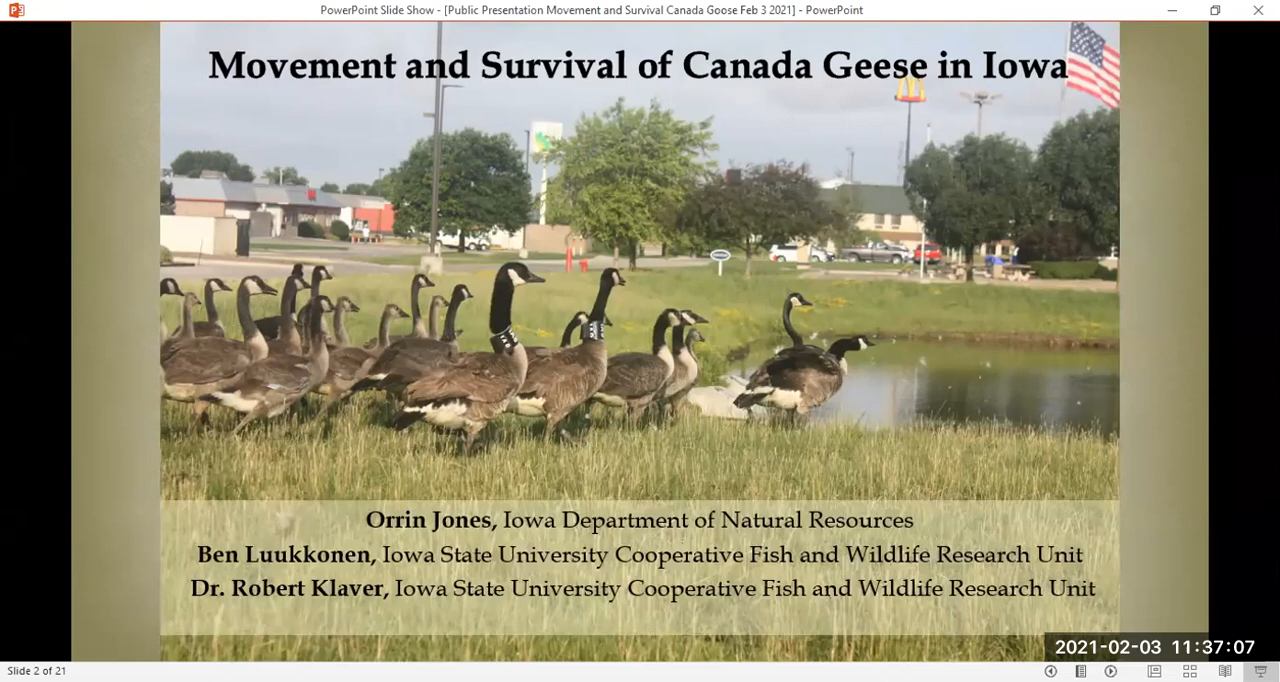 PowerPoint Slide Show - [Public Presentation Movement and Survival Canada Goose Feb 3 2021] - PowerPoint
Movement and Survival of Canada Geese in Iowa
Orrin Jones, Iowa Department of Natural Resources
Ben Luukkonen, Iowa State University Cooperative Fish and Wildlife Research Unit
Dr. Robert Klaver, Iowa State University Cooperative Fish and Wildlife Research Unit
2021-02-03 11:37:07
Slide 2 of 21